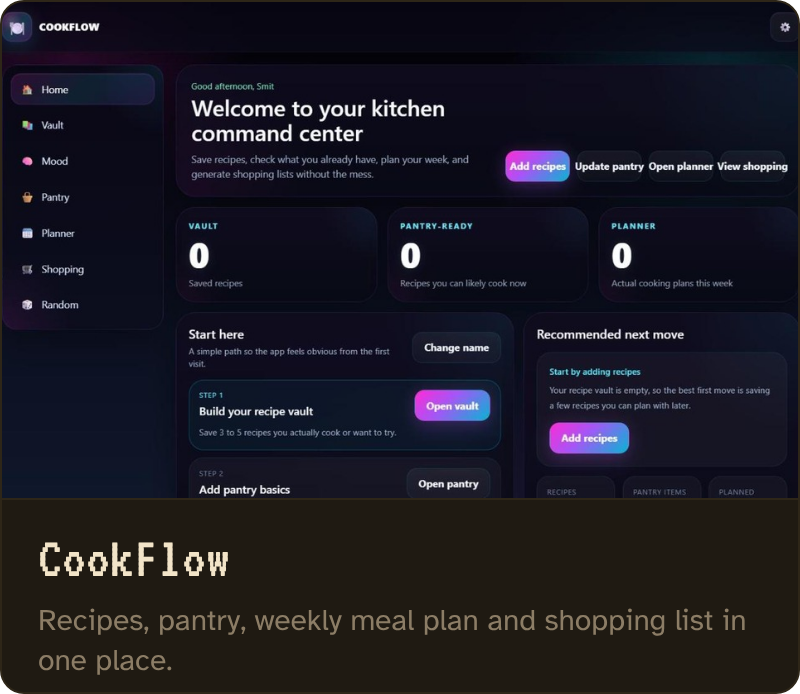 COOKFLOW
Home
Vault
Mood
Pantry
Planner
Shopping
Random
Good afternoon, Smit
Welcome to your kitchen
command center
Save recipes, check what you already have, plan your week, and
generate shopping lists without the mess.
Add recipes Update pantry Open planner View shopping
VAULT
0
Saved recipes
PANTRY-READY
0
Recipes you can likely cook now
PLANNER
0
Actual cooking plans this week
Start here
A simple path so the app feels obvious from the first
visit.
Change name
STEP 1
Build your recipe vault
Save 3 to 5 recipes you actually cook or want to try.
Open vault
STEP 2
Add pantry basics
Open pantry
Recommended next move
Start by adding recipes
Your recipe vault is empty, so the best first move is saving
a few recipes you can plan with later.
Add recipes
RECIPES
PANTRY ITEMS
PLANNED
CookFlow
Recipes, pantry, weekly meal plan and shopping list in
one place.